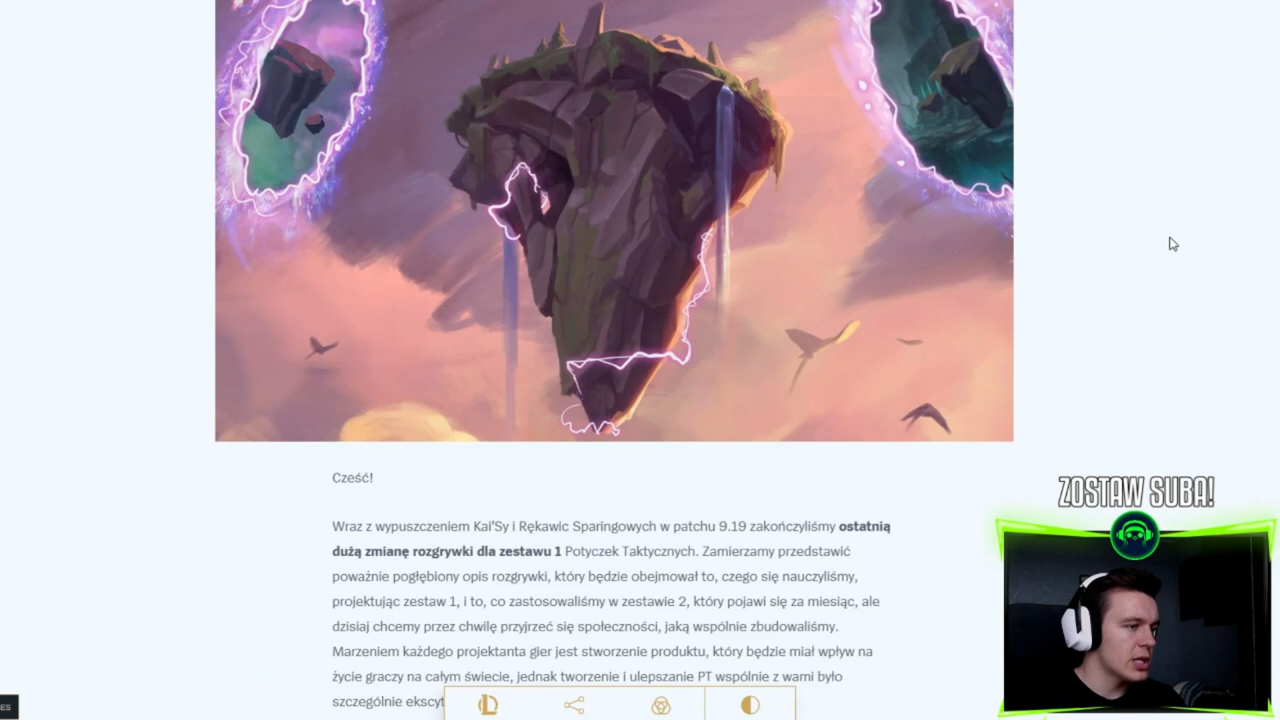 Cześć!
Wraz z wypuszczeniem Kai'Sy i Rękawic Sparingowych w patchu 9.19 zakończyliśmy ostatnią
dużą zmianę rozgrywki dla zestawu 1 Potyczek Taktycznych. Zamierzamy przedstawić
poważnie pogłębiony opis rozgrywki, który będzie obejmował to, czego się nauczyliśmy,
projektując zestaw 1, i to, co zastosowaliśmy w zestawie 2, który pojawi się za miesiąc, ale
dzisiaj chcemy przez chwilę przyjrzeć się społeczności, jaką wspólnie zbudowaliśmy.
Marzeniem każdego projektanta gier jest stworzenie produktu, który będzie miał wpływ na
życie graczy na całym świecie, jednak tworzenie i ulepszanie PT wspólnie z wami było
szczególnie ekscyt
ES
ZOSTAW SUBA!